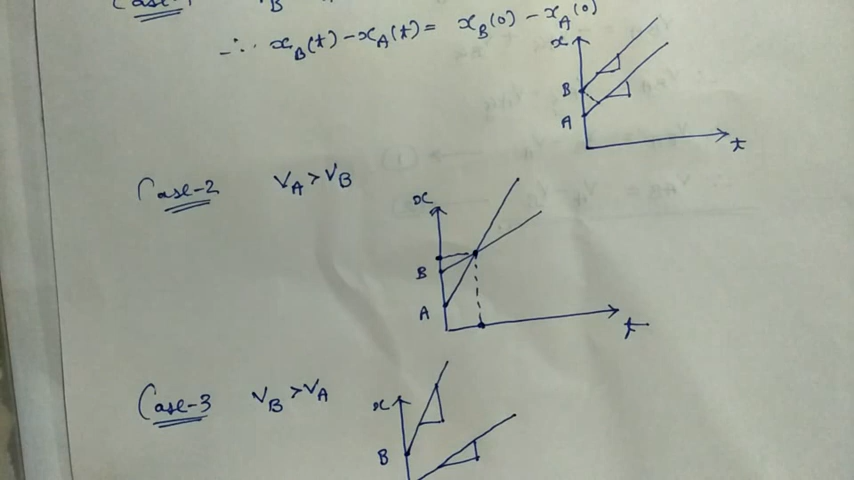 ∴ x_B(t) - x_A(t) = x_B(0) - x_A(0)
x
B
A
t
Case-2 V_A > V_B
x
B
A
t
Case-3 V_B > V_A
x
B